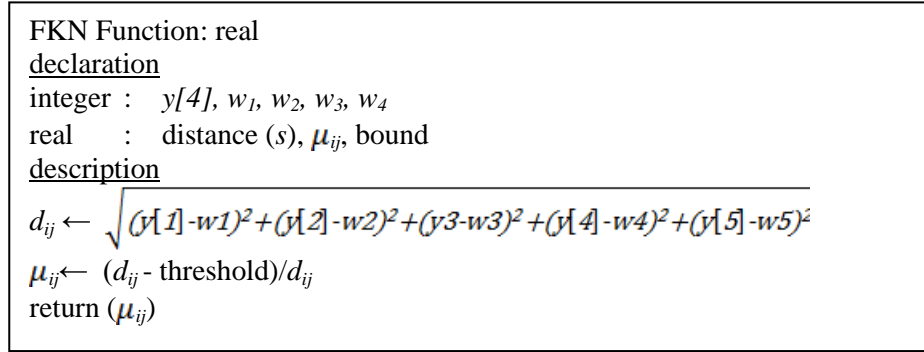 FKN Function: real
declaration
integer : y[4], w₁, w₂, w₃, w₄
real : distance (s), μᵢⱼ, bound
description
dᵢⱼ ← √(y[1]-w1)²+(y[2]-w2)²+(y3-w3)²+(y[4]-w4)²+(y[5]-w5)²
μᵢⱼ← (dᵢⱼ - threshold)/dᵢⱼ
return (μᵢⱼ)